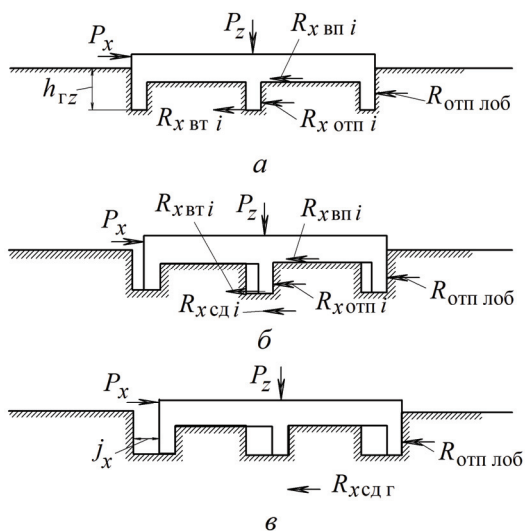 P_x P_z R_x вп i
h_гz R_x вт i R_x отп i R_отп лоб
а
R_x вт i P_x P_z R_x вп i
R_x сд i R_x отп i R_отп лоб
б
P_x P_z
j_x R_отп лоб
R_x сд г
в